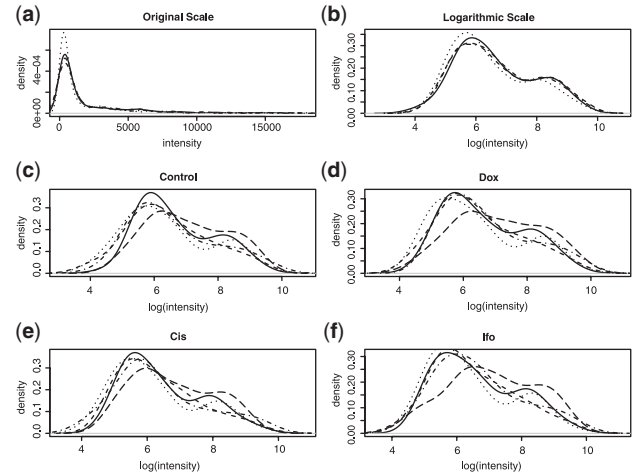 (a) Original Scale
density
0e+00 4e-04
0 5000 10000 15000
intensity
(b) Logarithmic Scale
density
0.00 0.10 0.20 0.30
4 6 8 10
log(intensity)
(c) Control
density
0.0 0.1 0.2 0.3
4 6 8 10
log(intensity)
(d) Dox
density
0.00 0.10 0.20 0.30
4 6 8 10
log(intensity)
(e) Cis
density
0.0 0.1 0.2 0.3
4 6 8 10
log(intensity)
(f) Ifo
density
0.00 0.10 0.20 0.30
4 6 8 10
log(intensity)